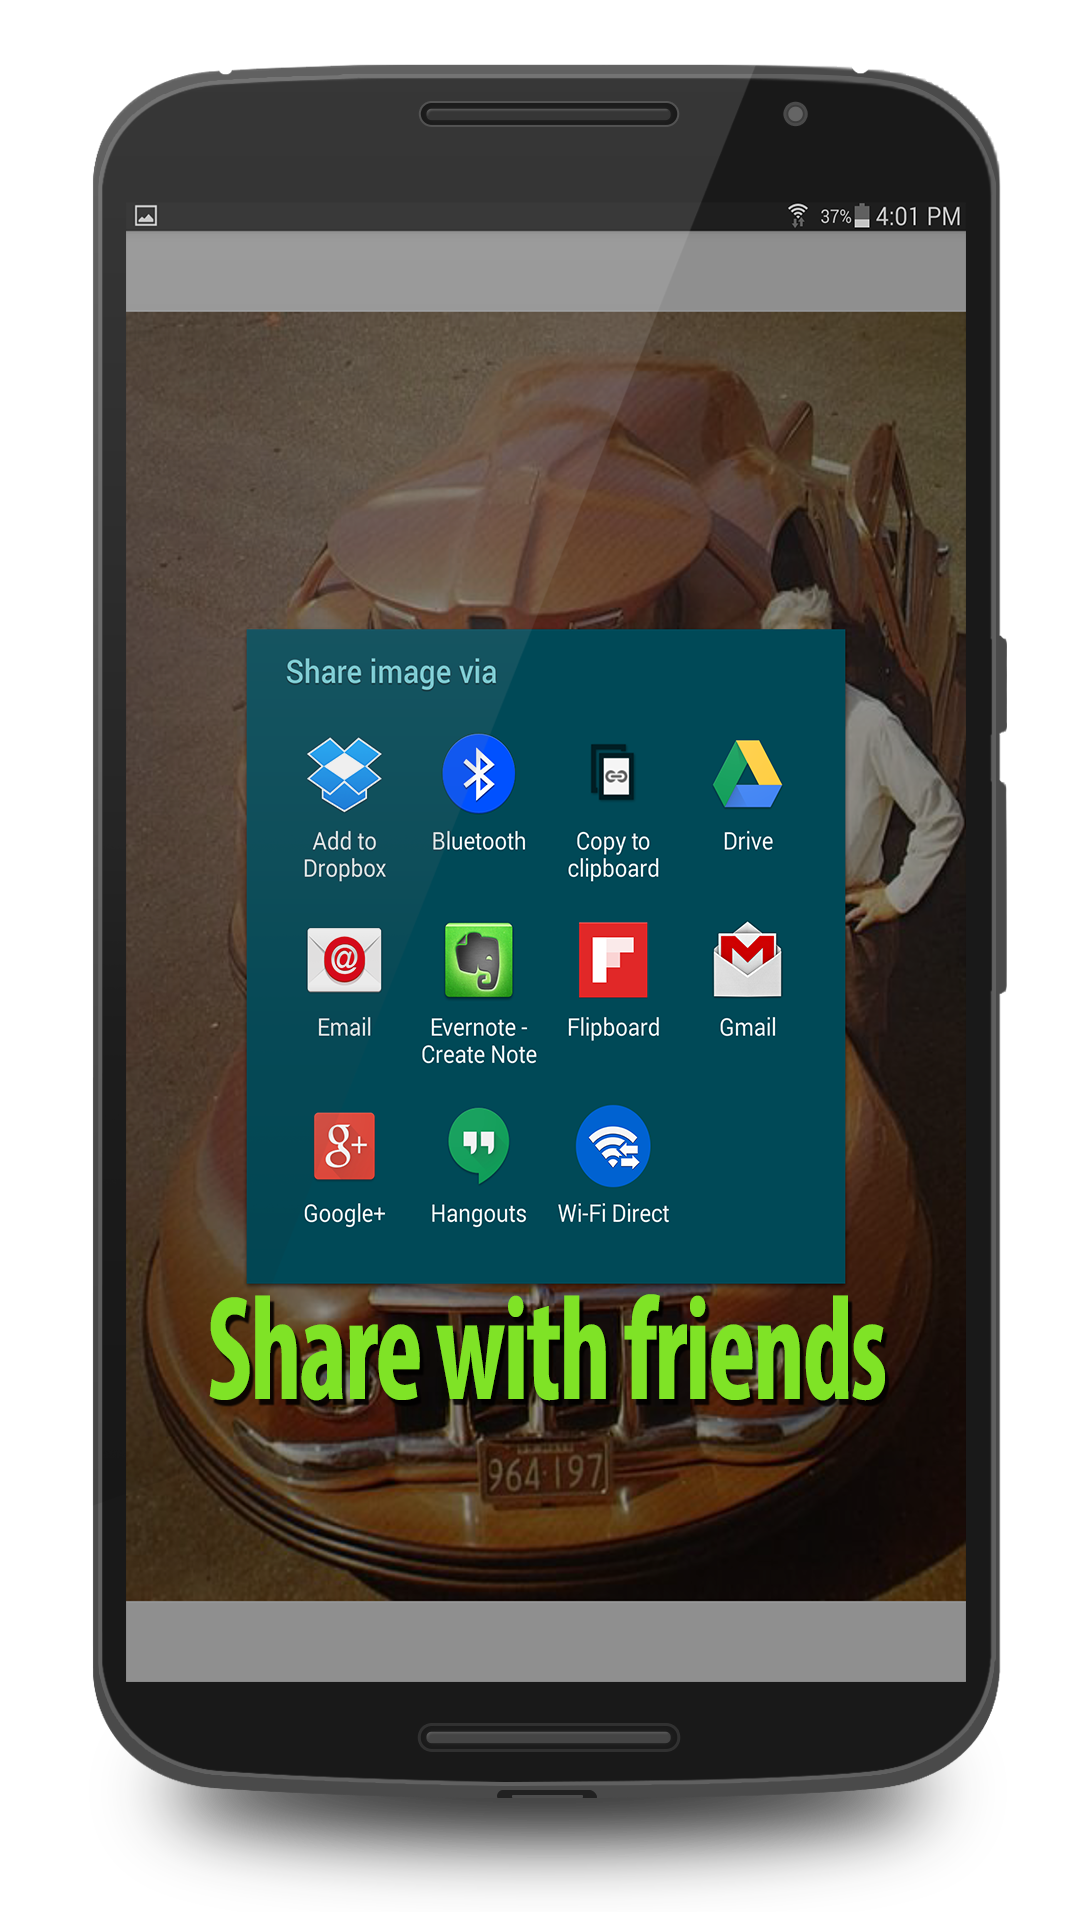 37% 4:01 PM
Share image via
Add to
Dropbox
Bluetooth
Copy to
clipboard
Drive
Email
Evernote -
Create Note
Flipboard
Gmail
Google+
Hangouts
Wi-Fi Direct
Share with friends
964·197